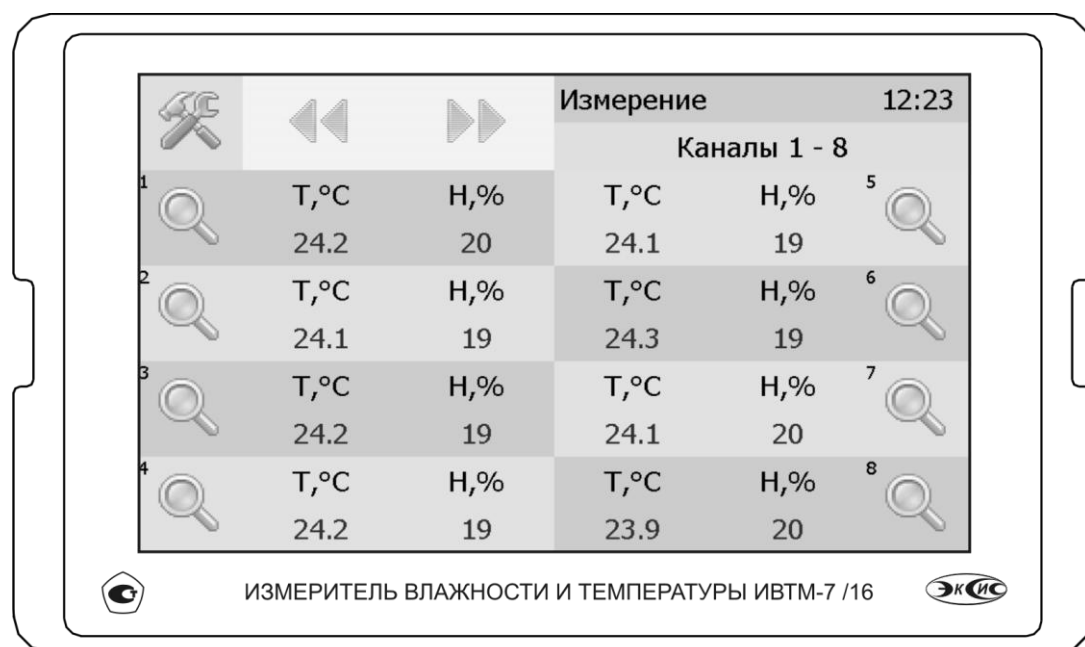 Измерение 12:23
Каналы 1 - 8
1 T,°C H,% T,°C H,% 5
24.2 20 24.1 19
2 T,°C H,% T,°C H,% 6
24.1 19 24.3 19
3 T,°C H,% T,°C H,% 7
24.2 19 24.1 20
4 T,°C H,% T,°C H,% 8
24.2 19 23.9 20
ИЗМЕРИТЕЛЬ ВЛАЖНОСТИ И ТЕМПЕРАТУРЫ ИВТМ-7 /16 ЭКСИС